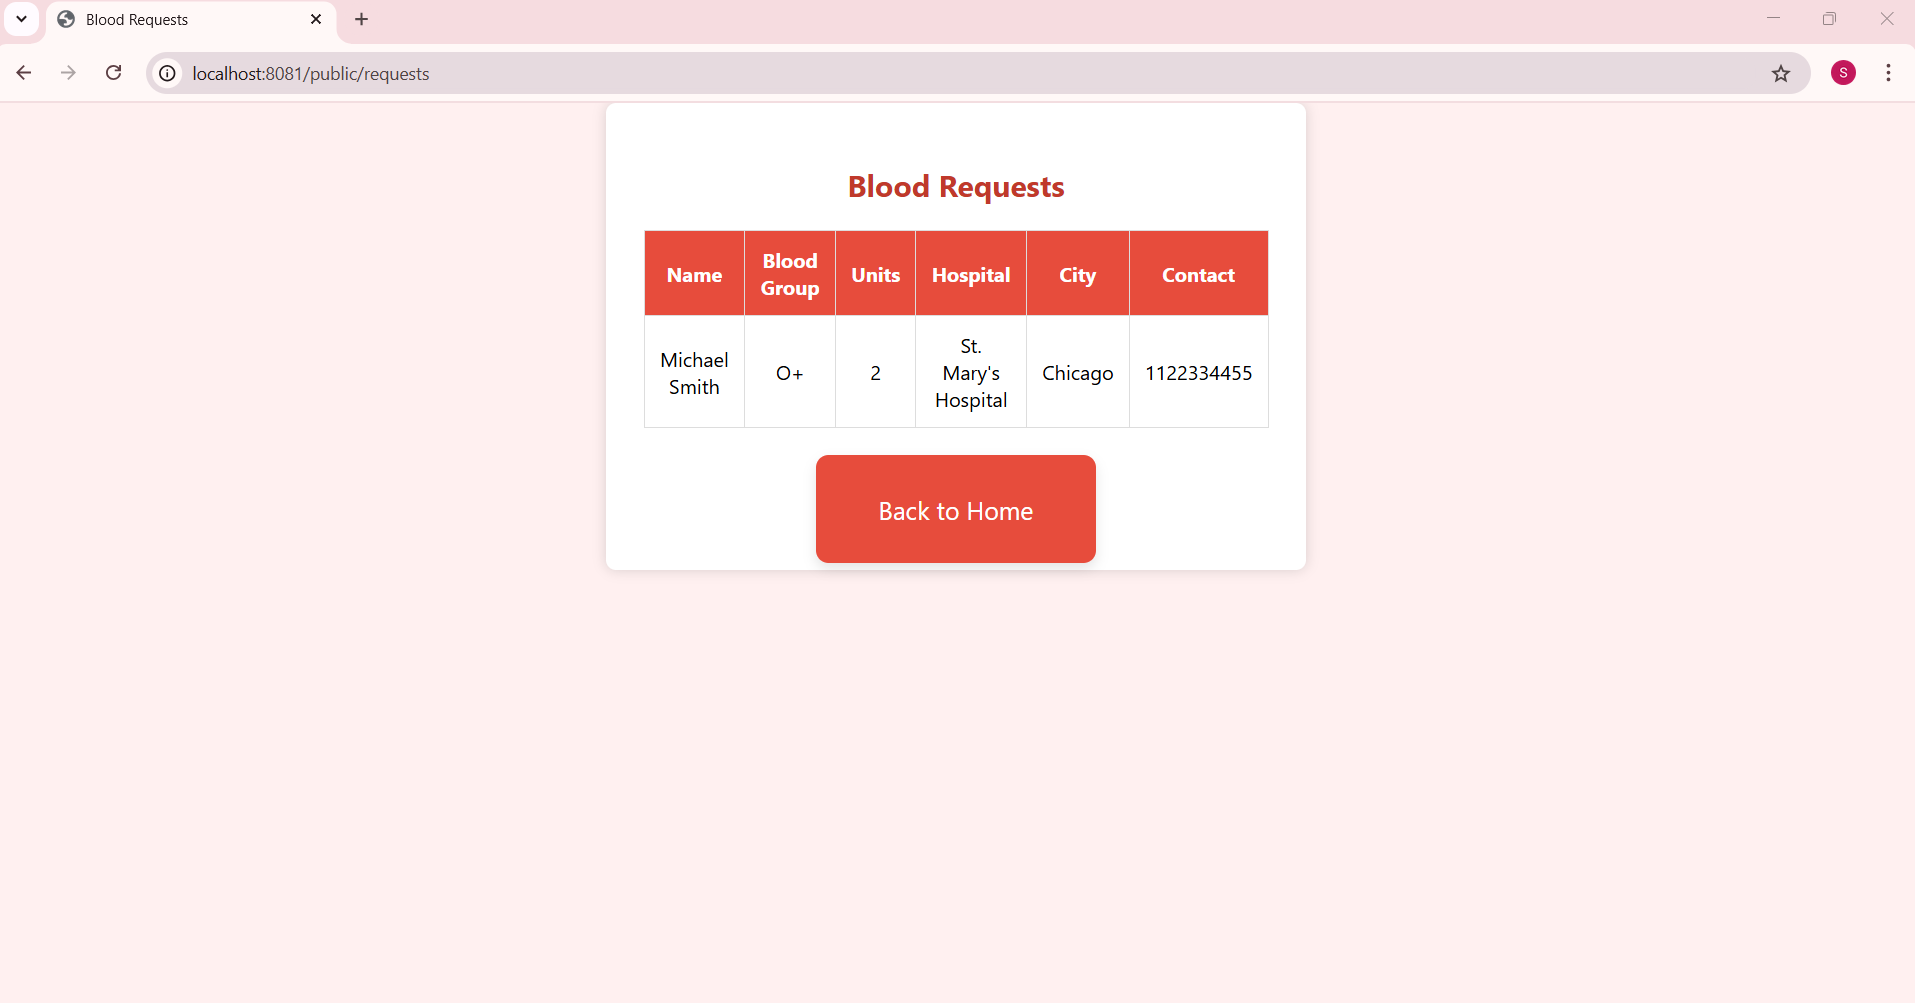 Blood Requests
localhost:8081/public/requests
S
Blood Requests
Name
Blood
Group
Units
Hospital
City
Contact
Michael
Smith
O+
2
St.
Mary's
Hospital
Chicago
1122334455
Back to Home